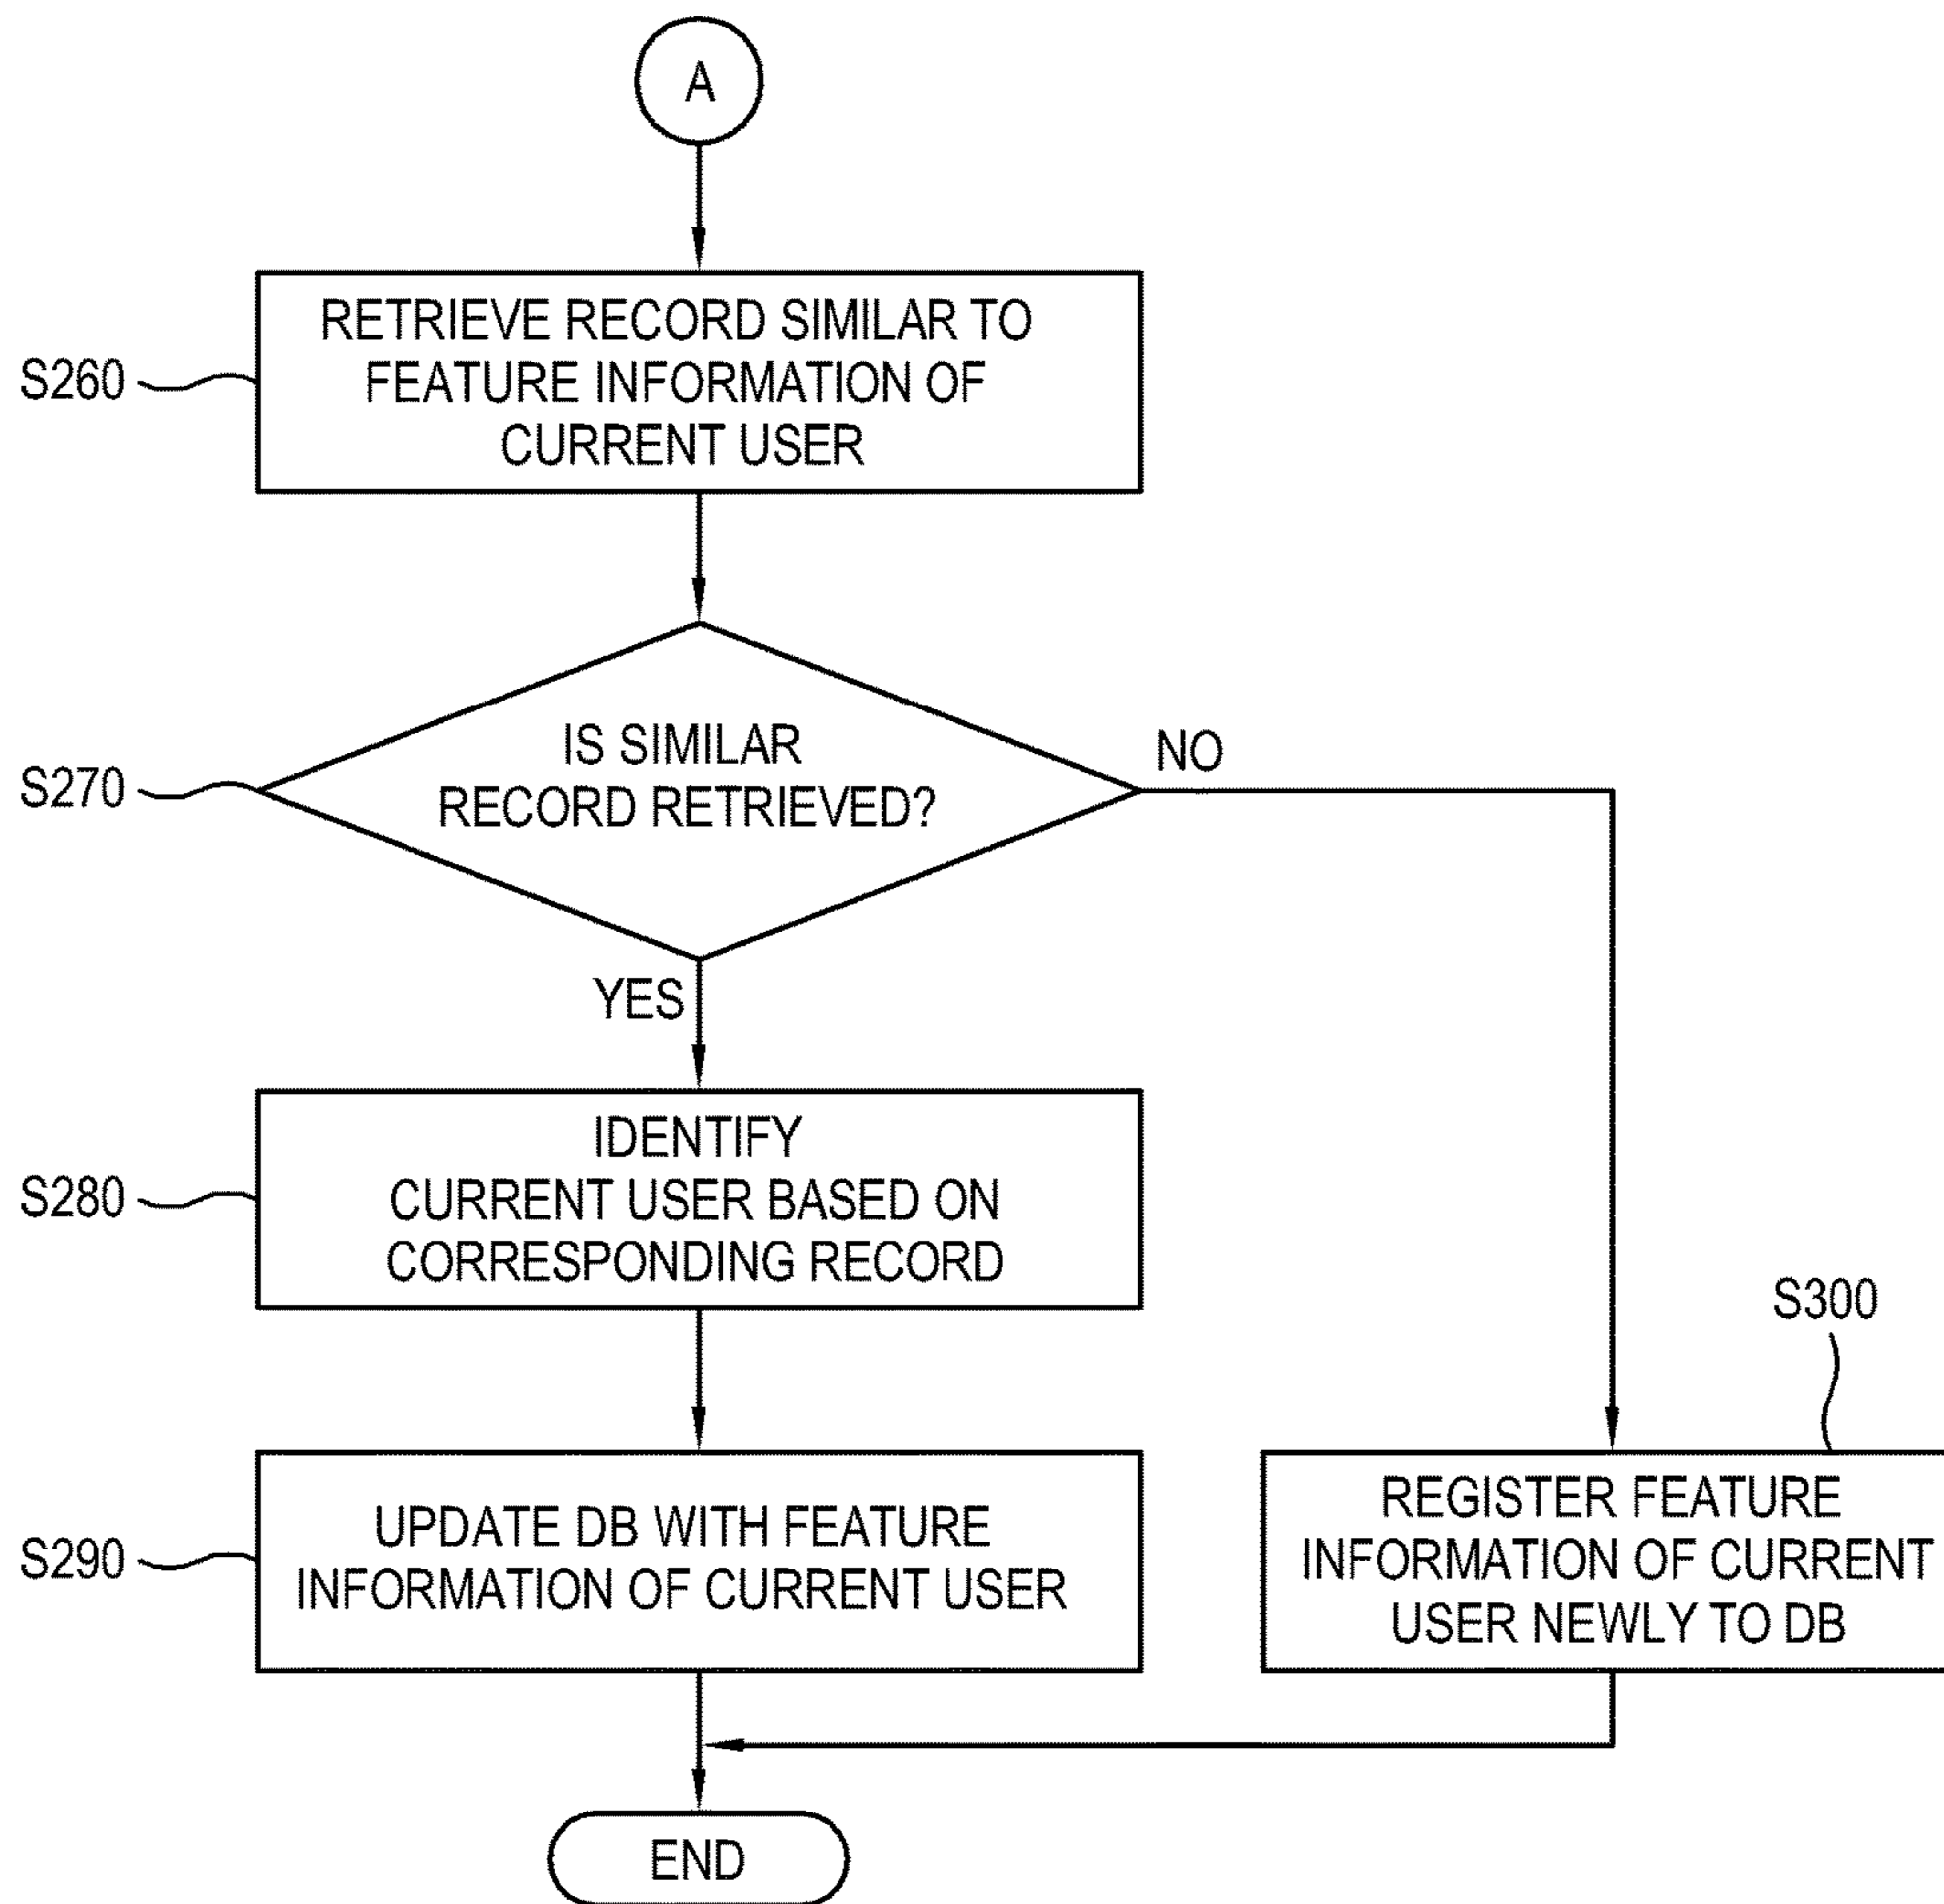 A
S260
RETRIEVE RECORD SIMILAR TO
FEATURE INFORMATION OF
CURRENT USER
S270
IS SIMILAR
RECORD RETRIEVED?
NO
YES
S280
IDENTIFY
CURRENT USER BASED ON
CORRESPONDING RECORD
S290
UPDATE DB WITH FEATURE
INFORMATION OF CURRENT USER
S300
REGISTER FEATURE
INFORMATION OF CURRENT
USER NEWLY TO DB
END